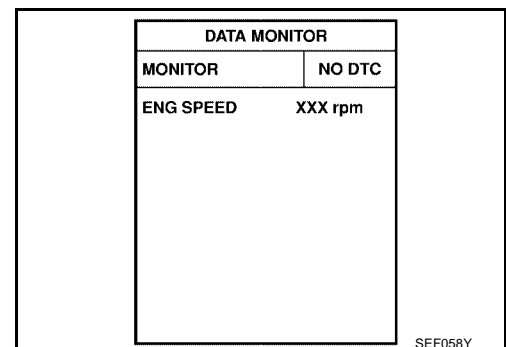 DATA MONITOR
MONITOR NO DTC
ENG SPEED XXX rpm
SEF058Y